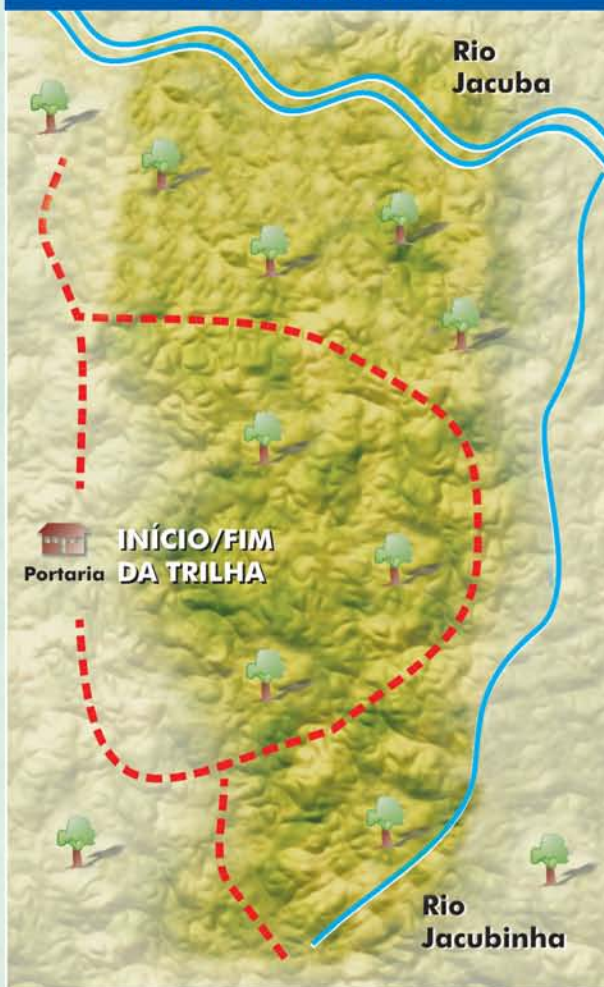 Rio
Jacuba
INÍCIO/FIM
DA TRILHA
Portaria
Rio
Jacubinha